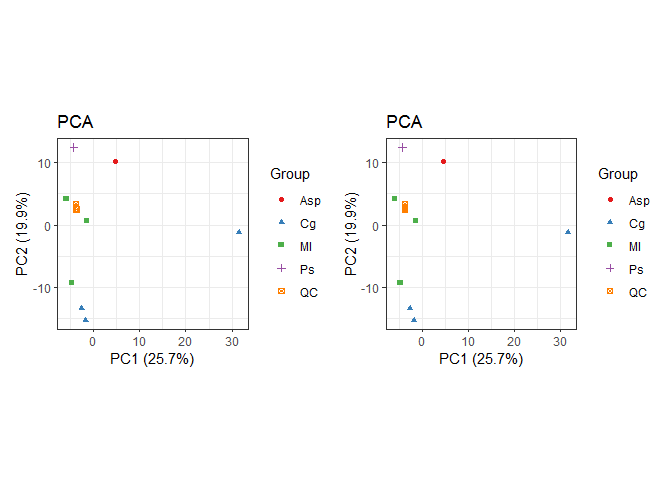 PCA
PC2 (19.9%)
10
0
-10
0
10
20
30
PC1 (25.7%)
Group
Asp
Cg
MI
Ps
QC
PCA
PC2 (19.9%)
10
0
-10
0
10
20
30
PC1 (25.7%)
Group
Asp
Cg
MI
Ps
QC